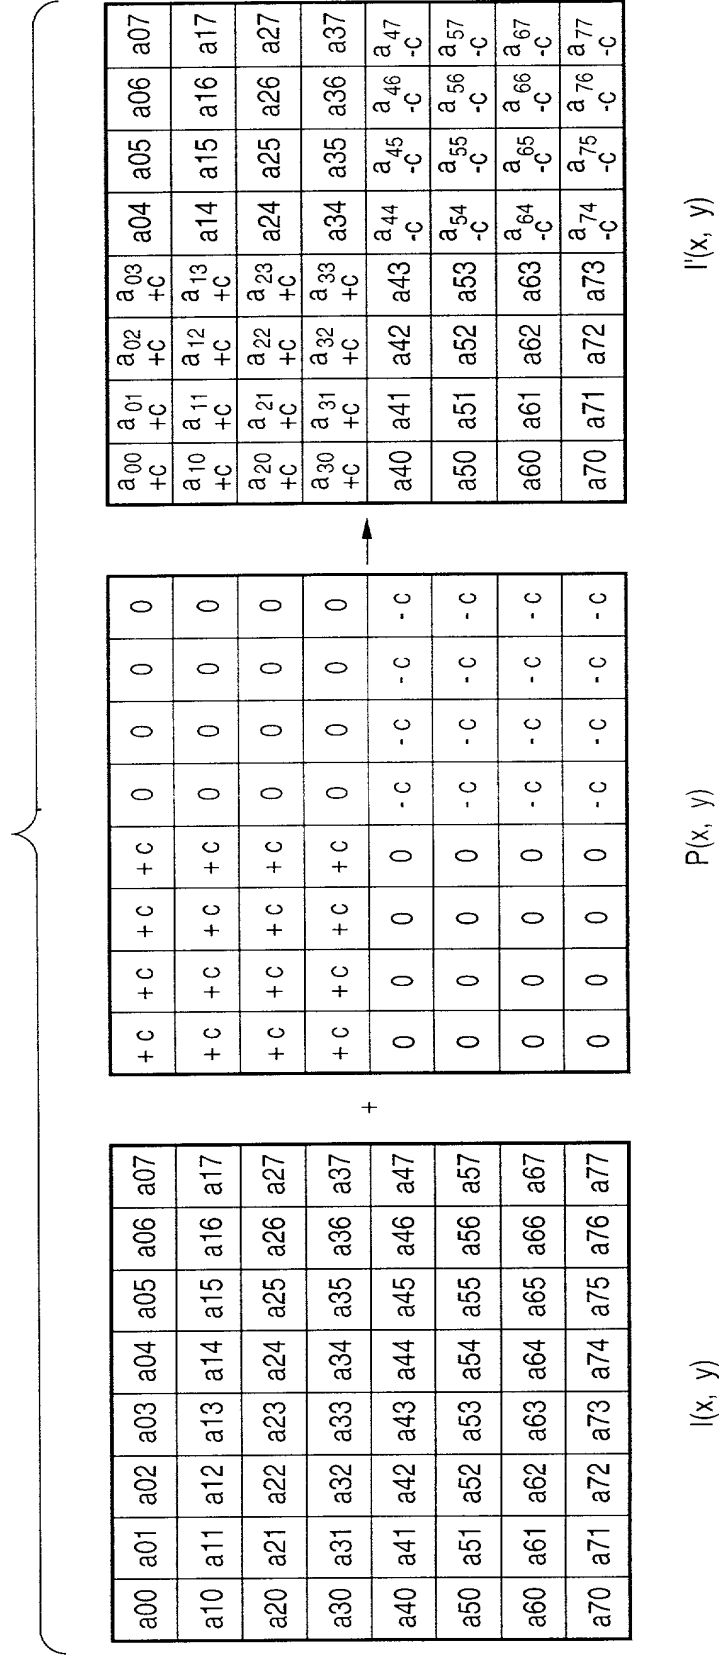 a00 a01 a02 a03 a04 a05 a06 a07
a10 a11 a12 a13 a14 a15 a16 a17
a20 a21 a22 a23 a24 a25 a26 a27
a30 a31 a32 a33 a34 a35 a36 a37
a40 a41 a42 a43 a44 a45 a46 a47
a50 a51 a52 a53 a54 a55 a56 a57
a60 a61 a62 a63 a64 a65 a66 a67
a70 a71 a72 a73 a74 a75 a76 a77
I(x, y)
+
+C +C +C +C 0 0 0 0
+C +C +C +C 0 0 0 0
+C +C +C +C 0 0 0 0
+C +C +C +C 0 0 0 0
0 0 0 0 -C -C -C -C
0 0 0 0 -C -C -C -C
0 0 0 0 -C -C -C -C
0 0 0 0 -C -C -C -C
P(x, y)
a00 a01 a02 a03 a04 a05 a06 a07
+C +C +C +C
a10 a11 a12 a13 a14 a15 a16 a17
+C +C +C +C
a20 a21 a22 a23 a24 a25 a26 a27
+C +C +C +C
a30 a31 a32 a33 a34 a35 a36 a37
+C +C +C +C
a40 a41 a42 a43 a44 a45 a46 a47
-C -C -C -C
a50 a51 a52 a53 a54 a55 a56 a57
-C -C -C -C
a60 a61 a62 a63 a64 a65 a66 a67
-C -C -C -C
a70 a71 a72 a73 a74 a75 a76 a77
-C -C -C -C
I'(x, y)